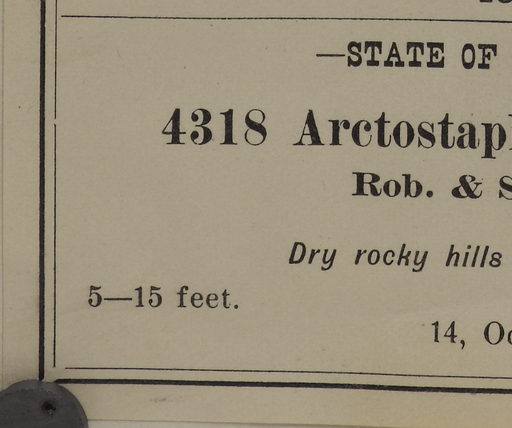 —STATE OF
4318 Arctostap
Rob. & S
Dry rocky hills
5—15 feet.
14, Oc